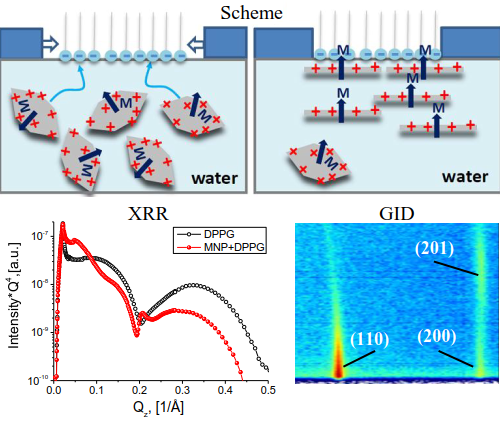 Scheme
M
M
M
M
M
water
M
M
M
M
M
M
water
XRR
GID
DPPG
MNP+DPPG
Intensity*Q⁴,[a.u.]
10⁻⁷
10⁻⁸
10⁻⁹
10⁻¹⁰
0.0 0.1 0.2 0.3 0.4 0.5
Qz, [1/Å]
(201)
(110)
(200)